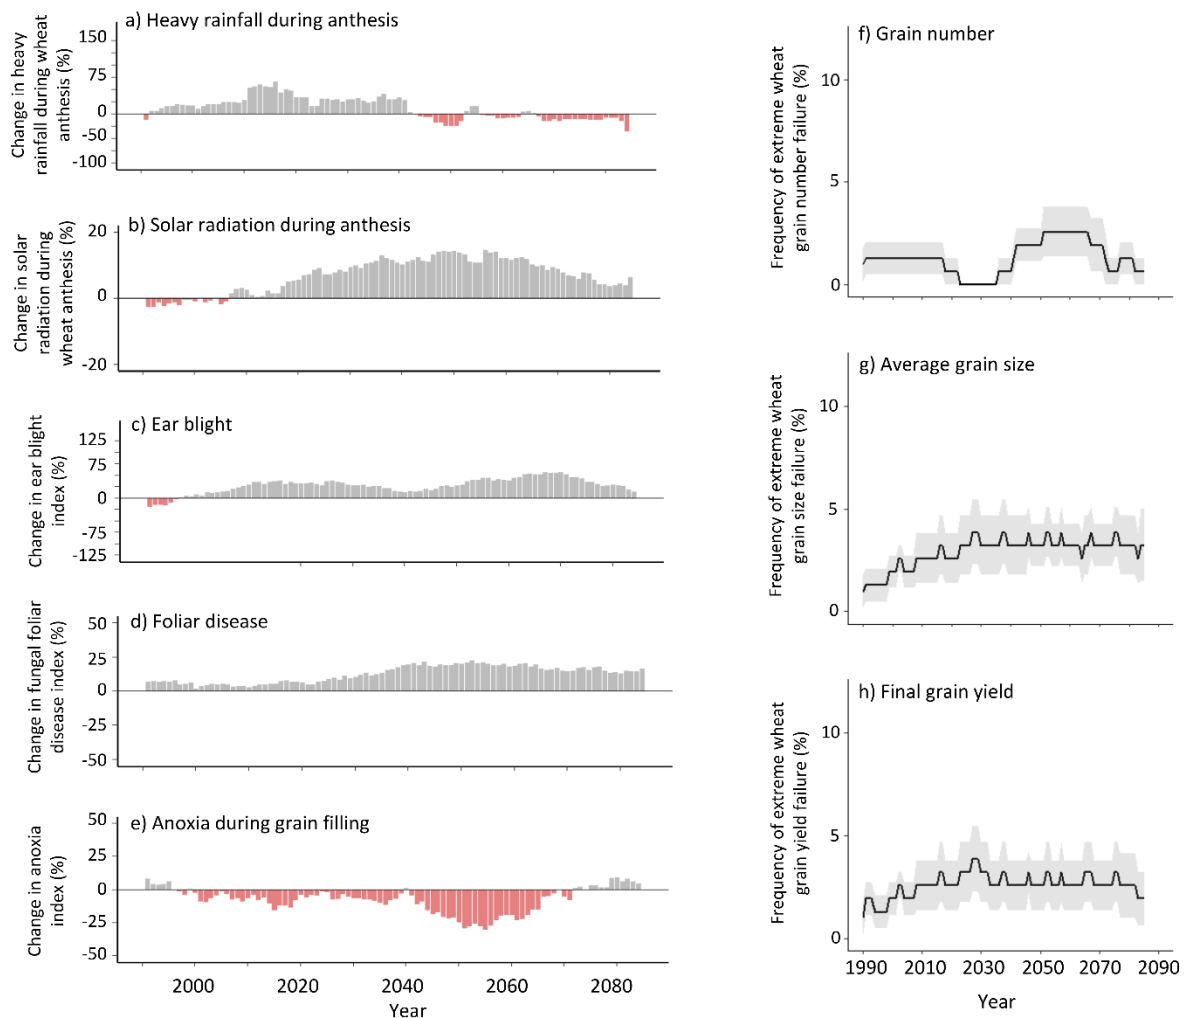 a) Heavy rainfall during anthesis
Change in heavy
rainfall during wheat
anthesis (%)
150
75
0
-50
-100
b) Solar radiation during anthesis
Change in solar
radiation during
wheat anthesis (%)
20
0
-20
c) Ear blight
Change in ear blight
index (%)
125
75
0
-75
-125
d) Foliar disease
Change in fungal foliar
disease index (%)
50
25
0
-25
-50
e) Anoxia during grain filling
Change in anoxia
index (%)
50
25
0
-25
-50
2000 2020 2040 2060 2080
Year
f) Grain number
Frequency of extreme wheat
grain number failure (%)
10
5
0
g) Average grain size
Frequency of extreme wheat
grain size failure (%)
10
5
0
h) Final grain yield
Frequency of extreme wheat
grain yield failure (%)
10
5
0
1990 2010 2030 2050 2070 2090
Year